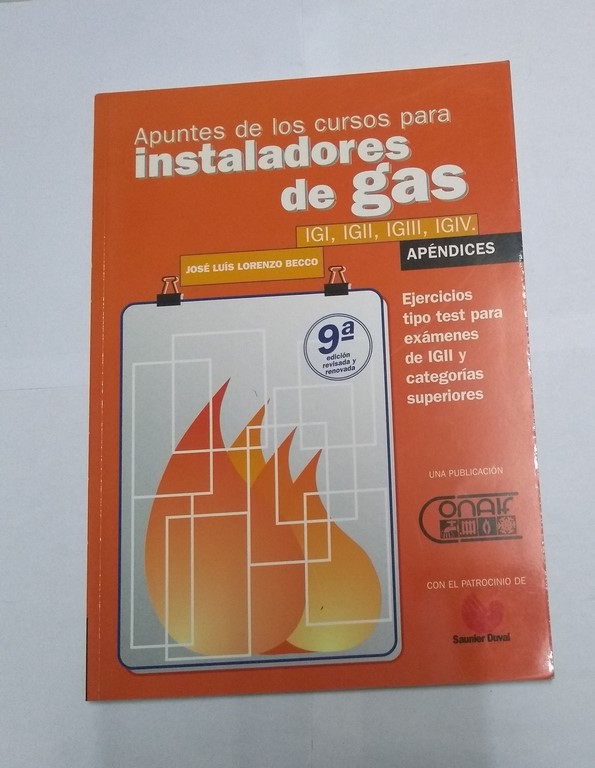 Apuntes de los cursos para
instaladores
de gas
IGI, IGII, IGIII, IGIV.
APÉNDICES
JOSÉ LUÍS LORENZO BECCO
9ª
edición
revisada y
renovada
Ejercicios
tipo test para
exámenes
de IGII y
categorías
superiores
UNA PUBLICACIÓN
CONAIF
CON EL PATROCINIO DE
Saunier Duval